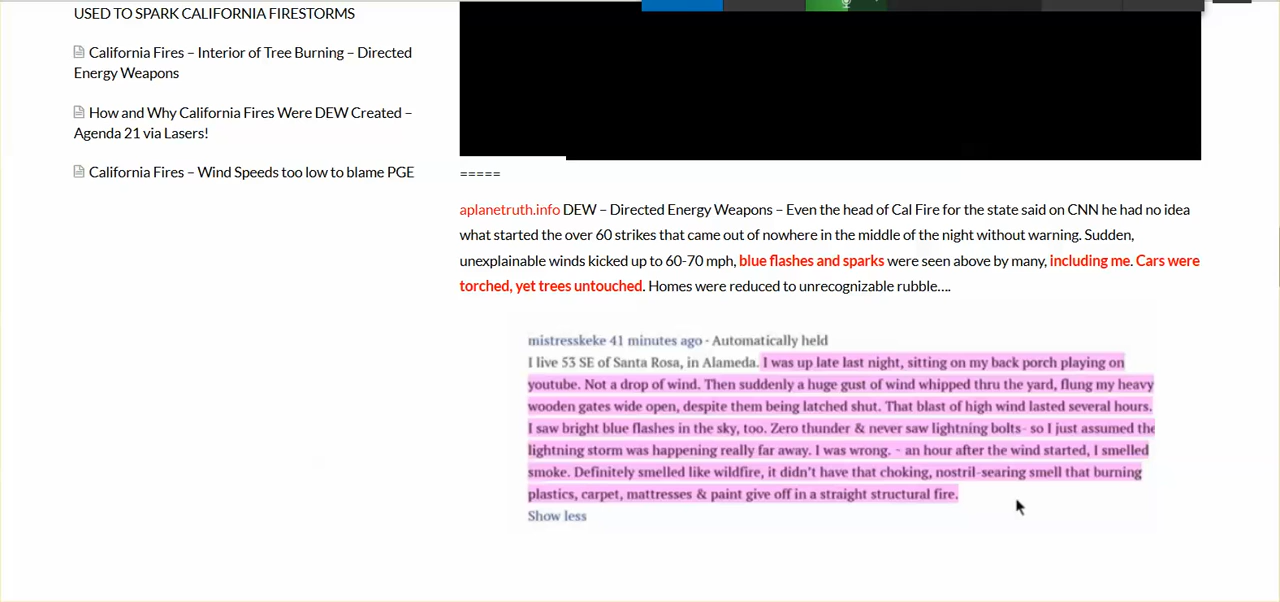 USED TO SPARK CALIFORNIA FIRESTORMS
California Fires – Interior of Tree Burning – Directed
Energy Weapons
How and Why California Fires Were DEW Created –
Agenda 21 via Lasers!
California Fires – Wind Speeds too low to blame PGE
=====
aplanetruth.info DEW – Directed Energy Weapons – Even the head of Cal Fire for the state said on CNN he had no idea
what started the over 60 strikes that came out of nowhere in the middle of the night without warning. Sudden,
unexplainable winds kicked up to 60-70 mph, blue flashes and sparks were seen above by many, including me. Cars were
torched, yet trees untouched. Homes were reduced to unrecognizable rubble….
mistresskeke 41 minutes ago - Automatically held
I live 53 SE of Santa Rosa, in Alameda. I was up late last night, sitting on my back porch playing on
youtube. Not a drop of wind. Then suddenly a huge gust of wind whipped thru the yard, flung my heavy
wooden gates wide open, despite them being latched shut. That blast of high wind lasted several hours.
I saw bright blue flashes in the sky, too. Zero thunder & never saw lightning bolts- so I just assumed the
lightning storm was happening really far away. I was wrong. - an hour after the wind started, I smelled
smoke. Definitely smelled like wildfire, it didn't have that choking, nostril-searing smell that burning
plastics, carpet, mattresses & paint give off in a straight structural fire.
Show less